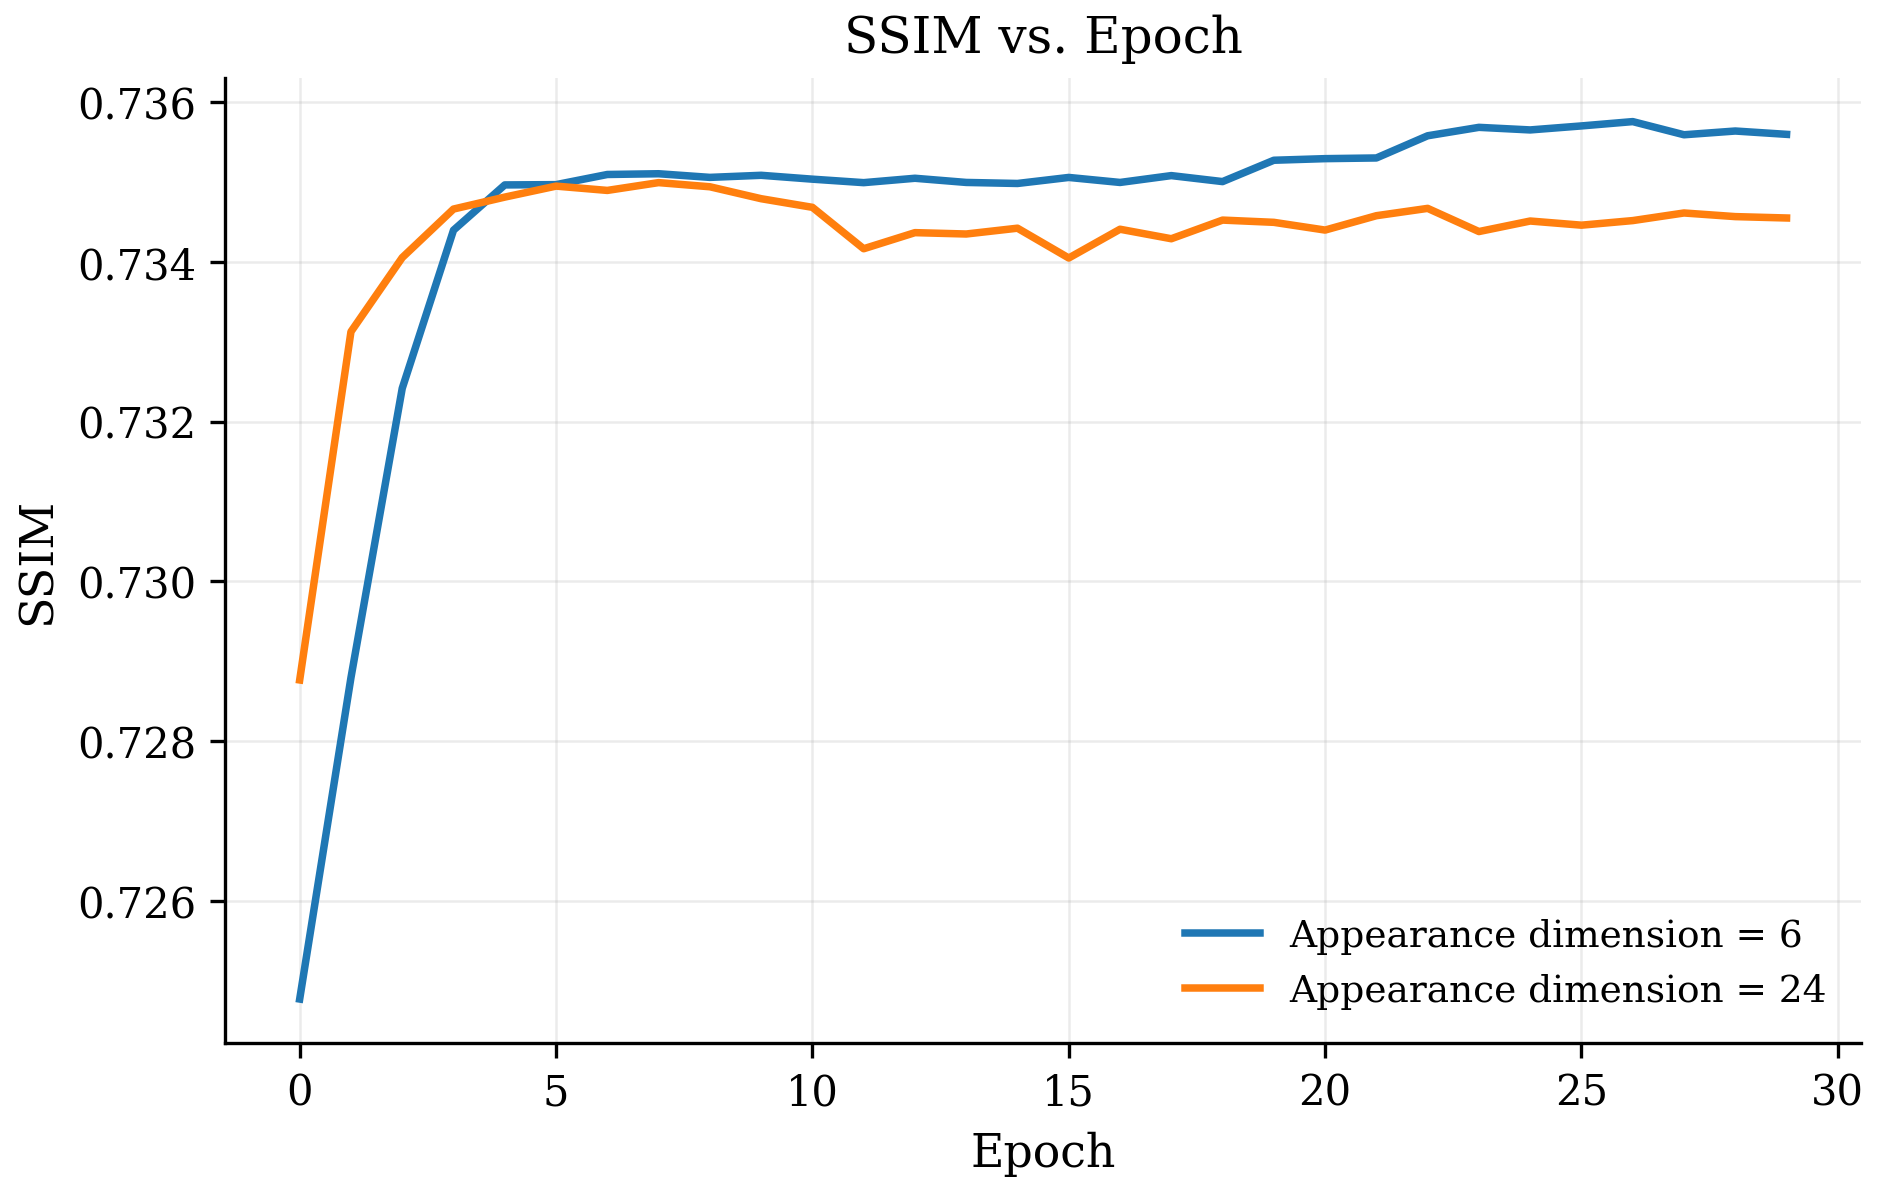 SSIM vs. Epoch
SSIM
0.736
0.734
0.732
0.730
0.728
0.726
0
5
10
15
20
25
30
Epoch
Appearance dimension = 6
Appearance dimension = 24